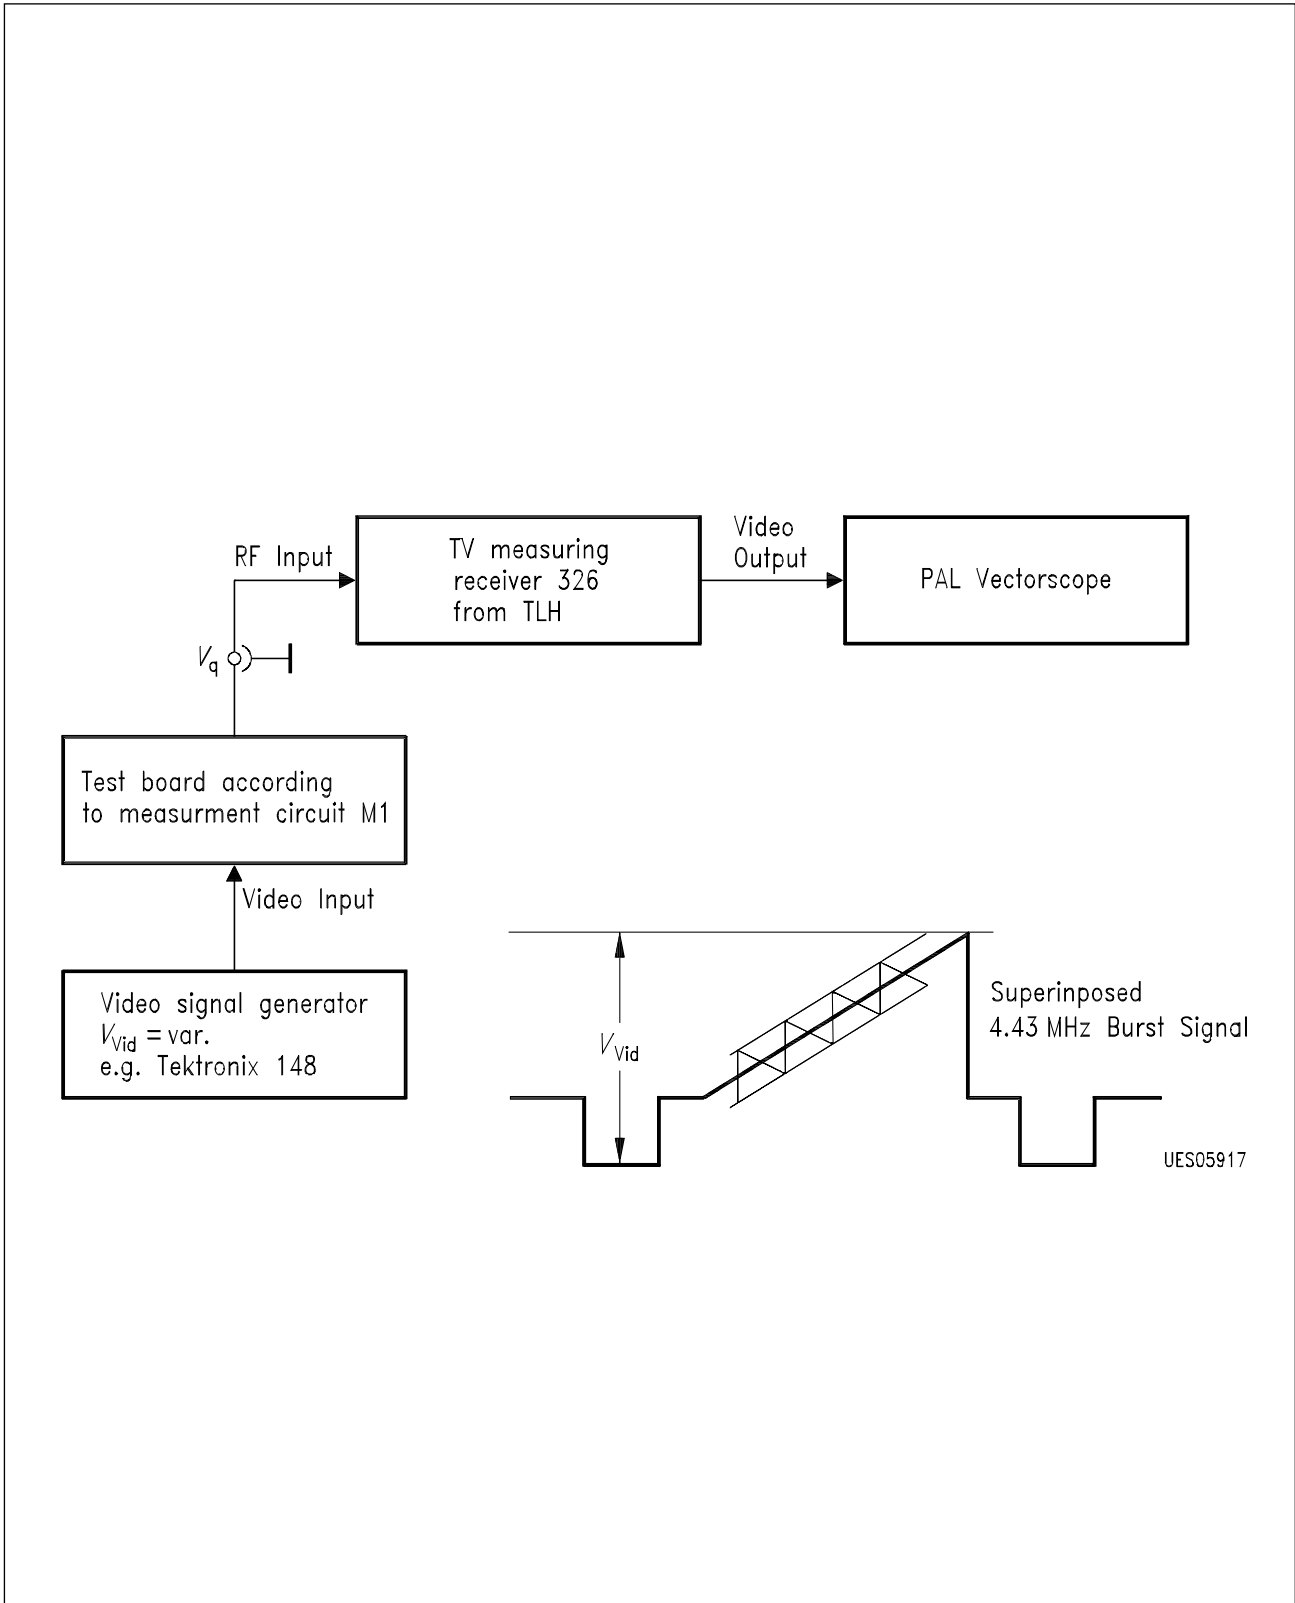 RF Input
TV measuring
receiver 326
from TLH
Video
Output
PAL Vectorscope
Vq
Test board according
to measurment circuit M1
Video Input
Video signal generator
VVid = var.
e.g. Tektronix 148
VVid
Superinposed
4.43 MHz Burst Signal
UES05917